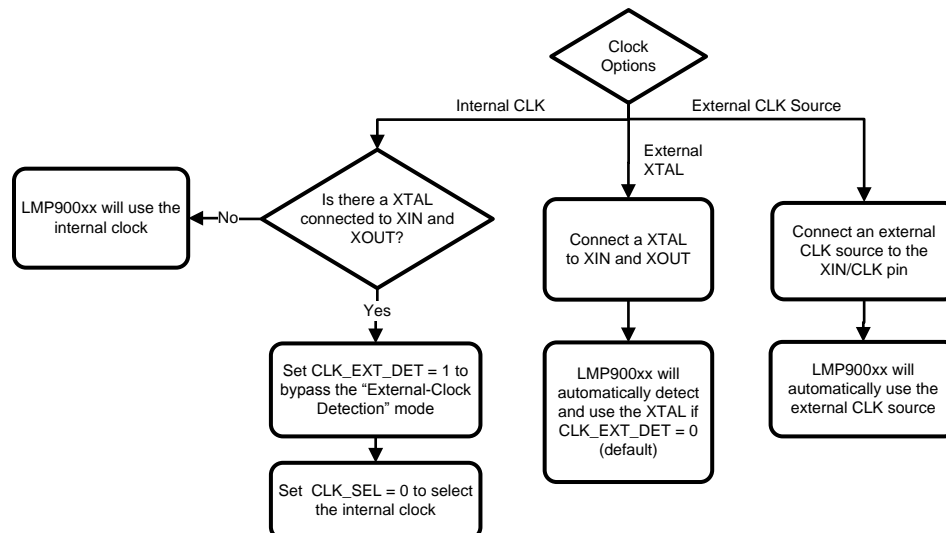 Clock
Options
Internal CLK
External CLK Source
External
XTAL
Is there a XTAL
connected to XIN and
XOUT?
No
LMP900xx will use the
internal clock
Yes
Set CLK_EXT_DET = 1 to
bypass the “External-Clock
Detection” mode
Set CLK_SEL = 0 to select
the internal clock
Connect a XTAL
to XIN and XOUT
LMP900xx will
automatically detect
and use the XTAL if
CLK_EXT_DET = 0
(default)
Connect an external
CLK source to the
XIN/CLK pin
LMP900xx will
automatically use the
external CLK source